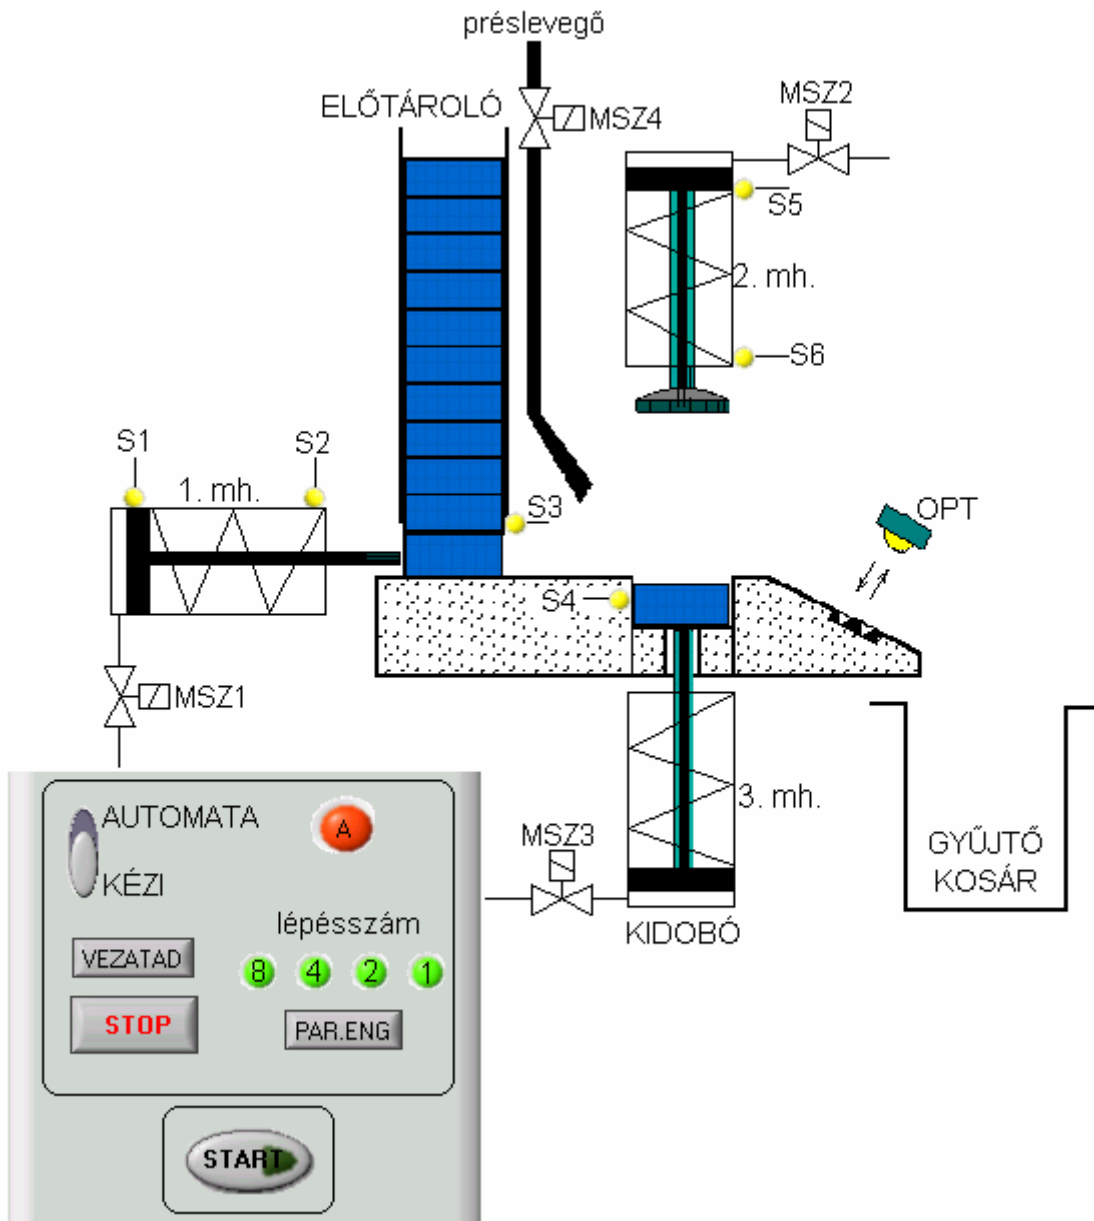 préslevegő
ELŐTÁROLÓ
MSZ4
MSZ2
S5
2. mh.
S6
S1
S2
1. mh.
S3
OPT
S4
MSZ1
3. mh.
MSZ3
KIDOBÓ
GYŰJTŐ
KOSÁR
AUTOMATA
A
KÉZI
lépésszám
VEZATAD
8 4 2 1
STOP
PAR.ENG
START